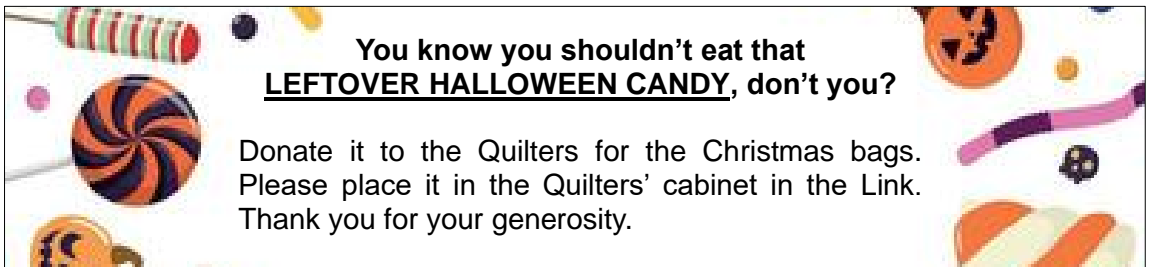 You know you shouldn’t eat that
LEFTOVER HALLOWEEN CANDY, don’t you?
Donate it to the Quilters for the Christmas bags.
Please place it in the Quilters’ cabinet in the Link.
Thank you for your generosity.